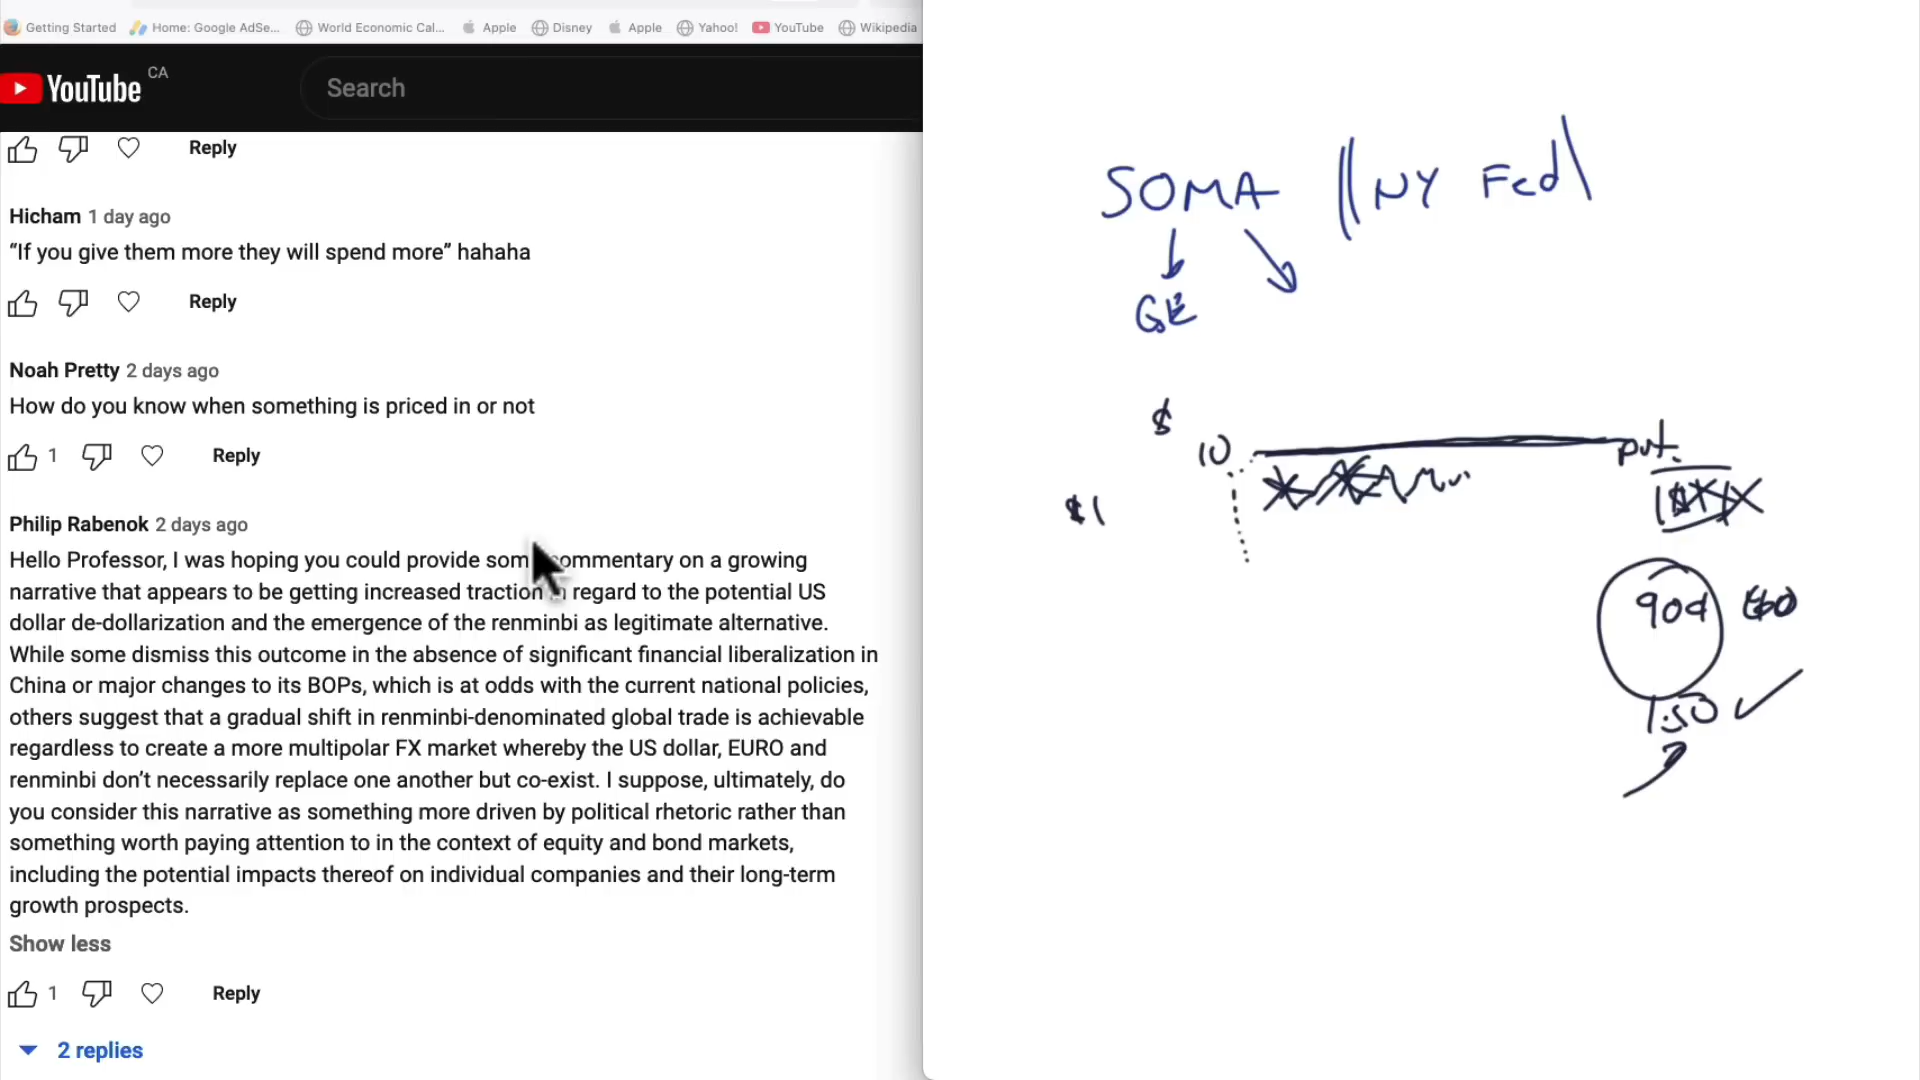 Getting Started Home: Google AdSe... World Economic Cal... Apple Disney Apple Yahoo! YouTube Wikipedia
YouTube CA
Search
Reply
Hicham 1 day ago
“If you give them more they will spend more” hahaha
Reply
Noah Pretty 2 days ago
How do you know when something is priced in or not
1 Reply
Philip Rabenok 2 days ago
Hello Professor, I was hoping you could provide som commentary on a growing
narrative that appears to be getting increased traction regard to the potential US
dollar de-dollarization and the emergence of the renminbi as legitimate alternative.
While some dismiss this outcome in the absence of significant financial liberalization in
China or major changes to its BOPs, which is at odds with the current national policies,
others suggest that a gradual shift in renminbi-denominated global trade is achievable
regardless to create a more multipolar FX market whereby the US dollar, EURO and
renminbi don’t necessarily replace one another but co-exist. I suppose, ultimately, do
you consider this narrative as something more driven by political rhetoric rather than
something worth paying attention to in the context of equity and bond markets,
including the potential impacts thereof on individual companies and their long-term
growth prospects.
Show less
1 Reply
2 replies
SOMA NY Fed
GE
$
10 put
$1
90d
1.50